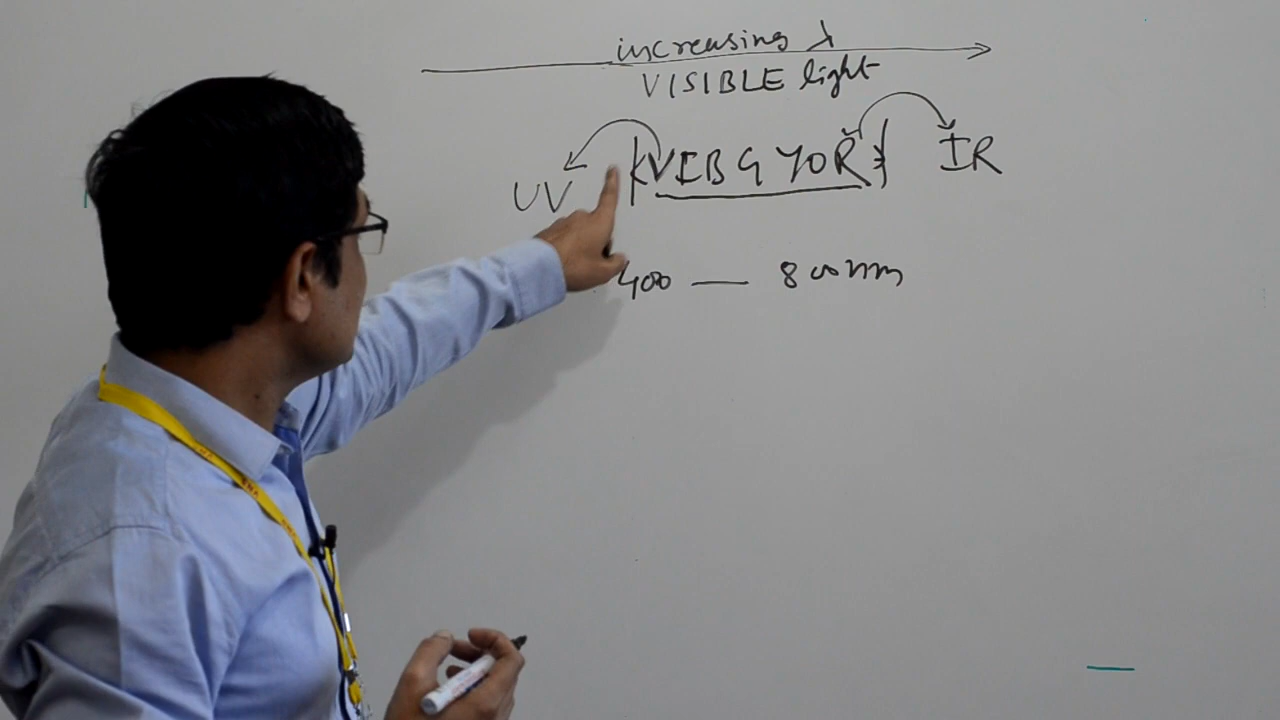 increasing λ
VISIBLE light
UV VIBGYOR IR
400 — 800nm